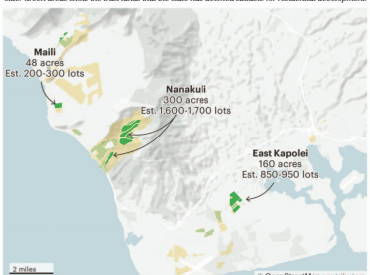 Maili
48 acres
Est. 200-300 lots
Nanakuli
300 acres
Est. 1,600-1,700 lots
East Kapolei
160 acres
Est. 850-950 lots
2 miles